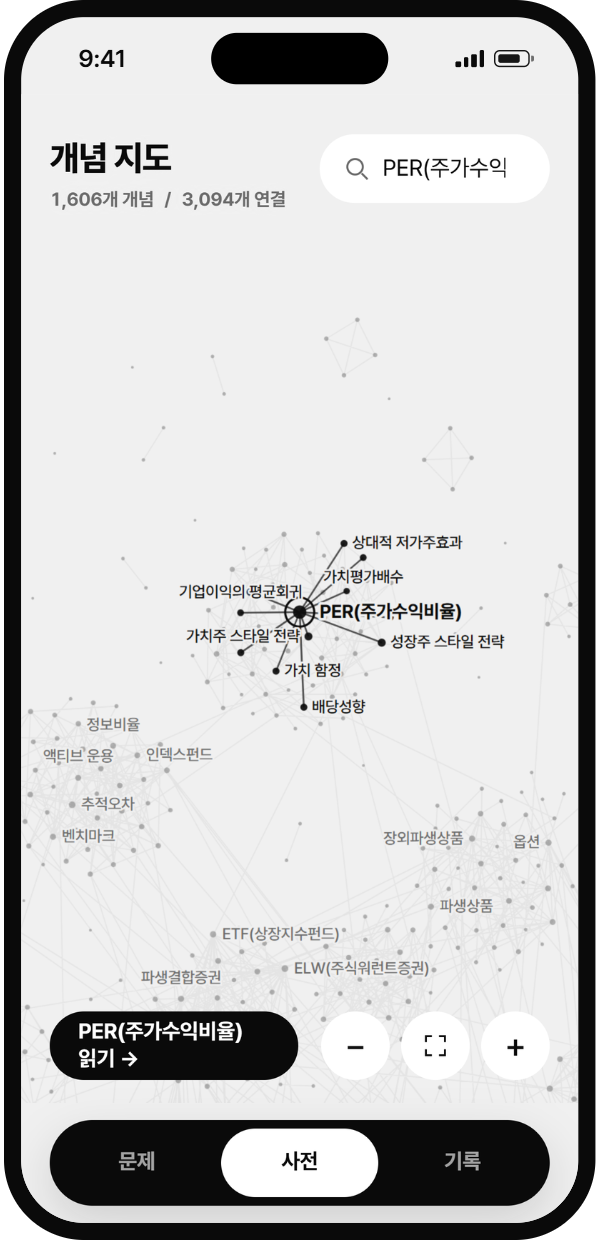 9:41
개념 지도
1,606개 개념 / 3,094개 연결
PER(주가수익
상대적 저가주효과
가치평가배수
기업이익의 평균회귀
PER(주가수익비율)
가치주 스타일 전략
성장주 스타일 전략
가치 함정
배당성향
정보비율
액티브 운용
인덱스펀드
추적오차
벤치마크
장외파생상품
옵션
파생상품
ETF(상장지수펀드)
ELW(주식워런트증권)
파생결합증권
PER(주가수익비율)
읽기 →
문제
사전
기록